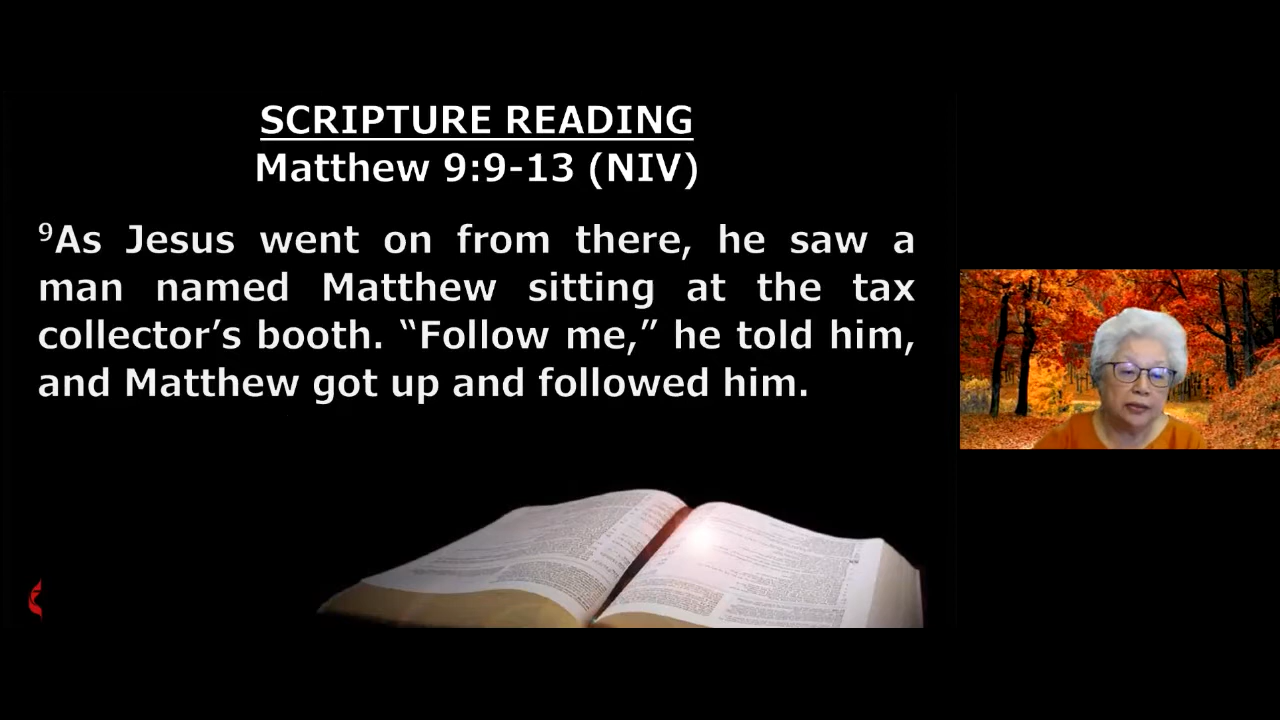 SCRIPTURE READING
Matthew 9:9-13 (NIV)
⁹As Jesus went on from there, he saw a
man named Matthew sitting at the tax
collector’s booth. “Follow me,” he told him,
and Matthew got up and followed him.